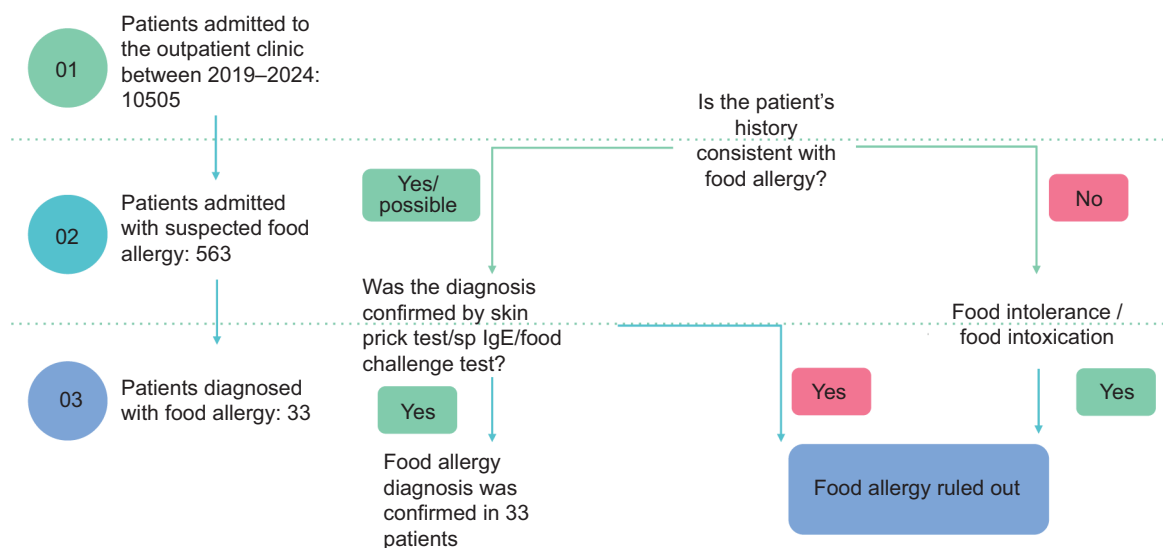 01
Patients admitted to
the outpatient clinic
between 2019–2024:
10505
02
Patients admitted
with suspected food
allergy: 563
03
Patients diagnosed
with food allergy: 33
Is the patient’s
history
consistent with
food allergy?
Yes/
possible
No
Was the diagnosis
confirmed by skin
prick test/sp IgE/food
challenge test?
Food intolerance /
food intoxication
Yes
Yes
Yes
Food allergy
diagnosis was
confirmed in 33
patients
Food allergy ruled out